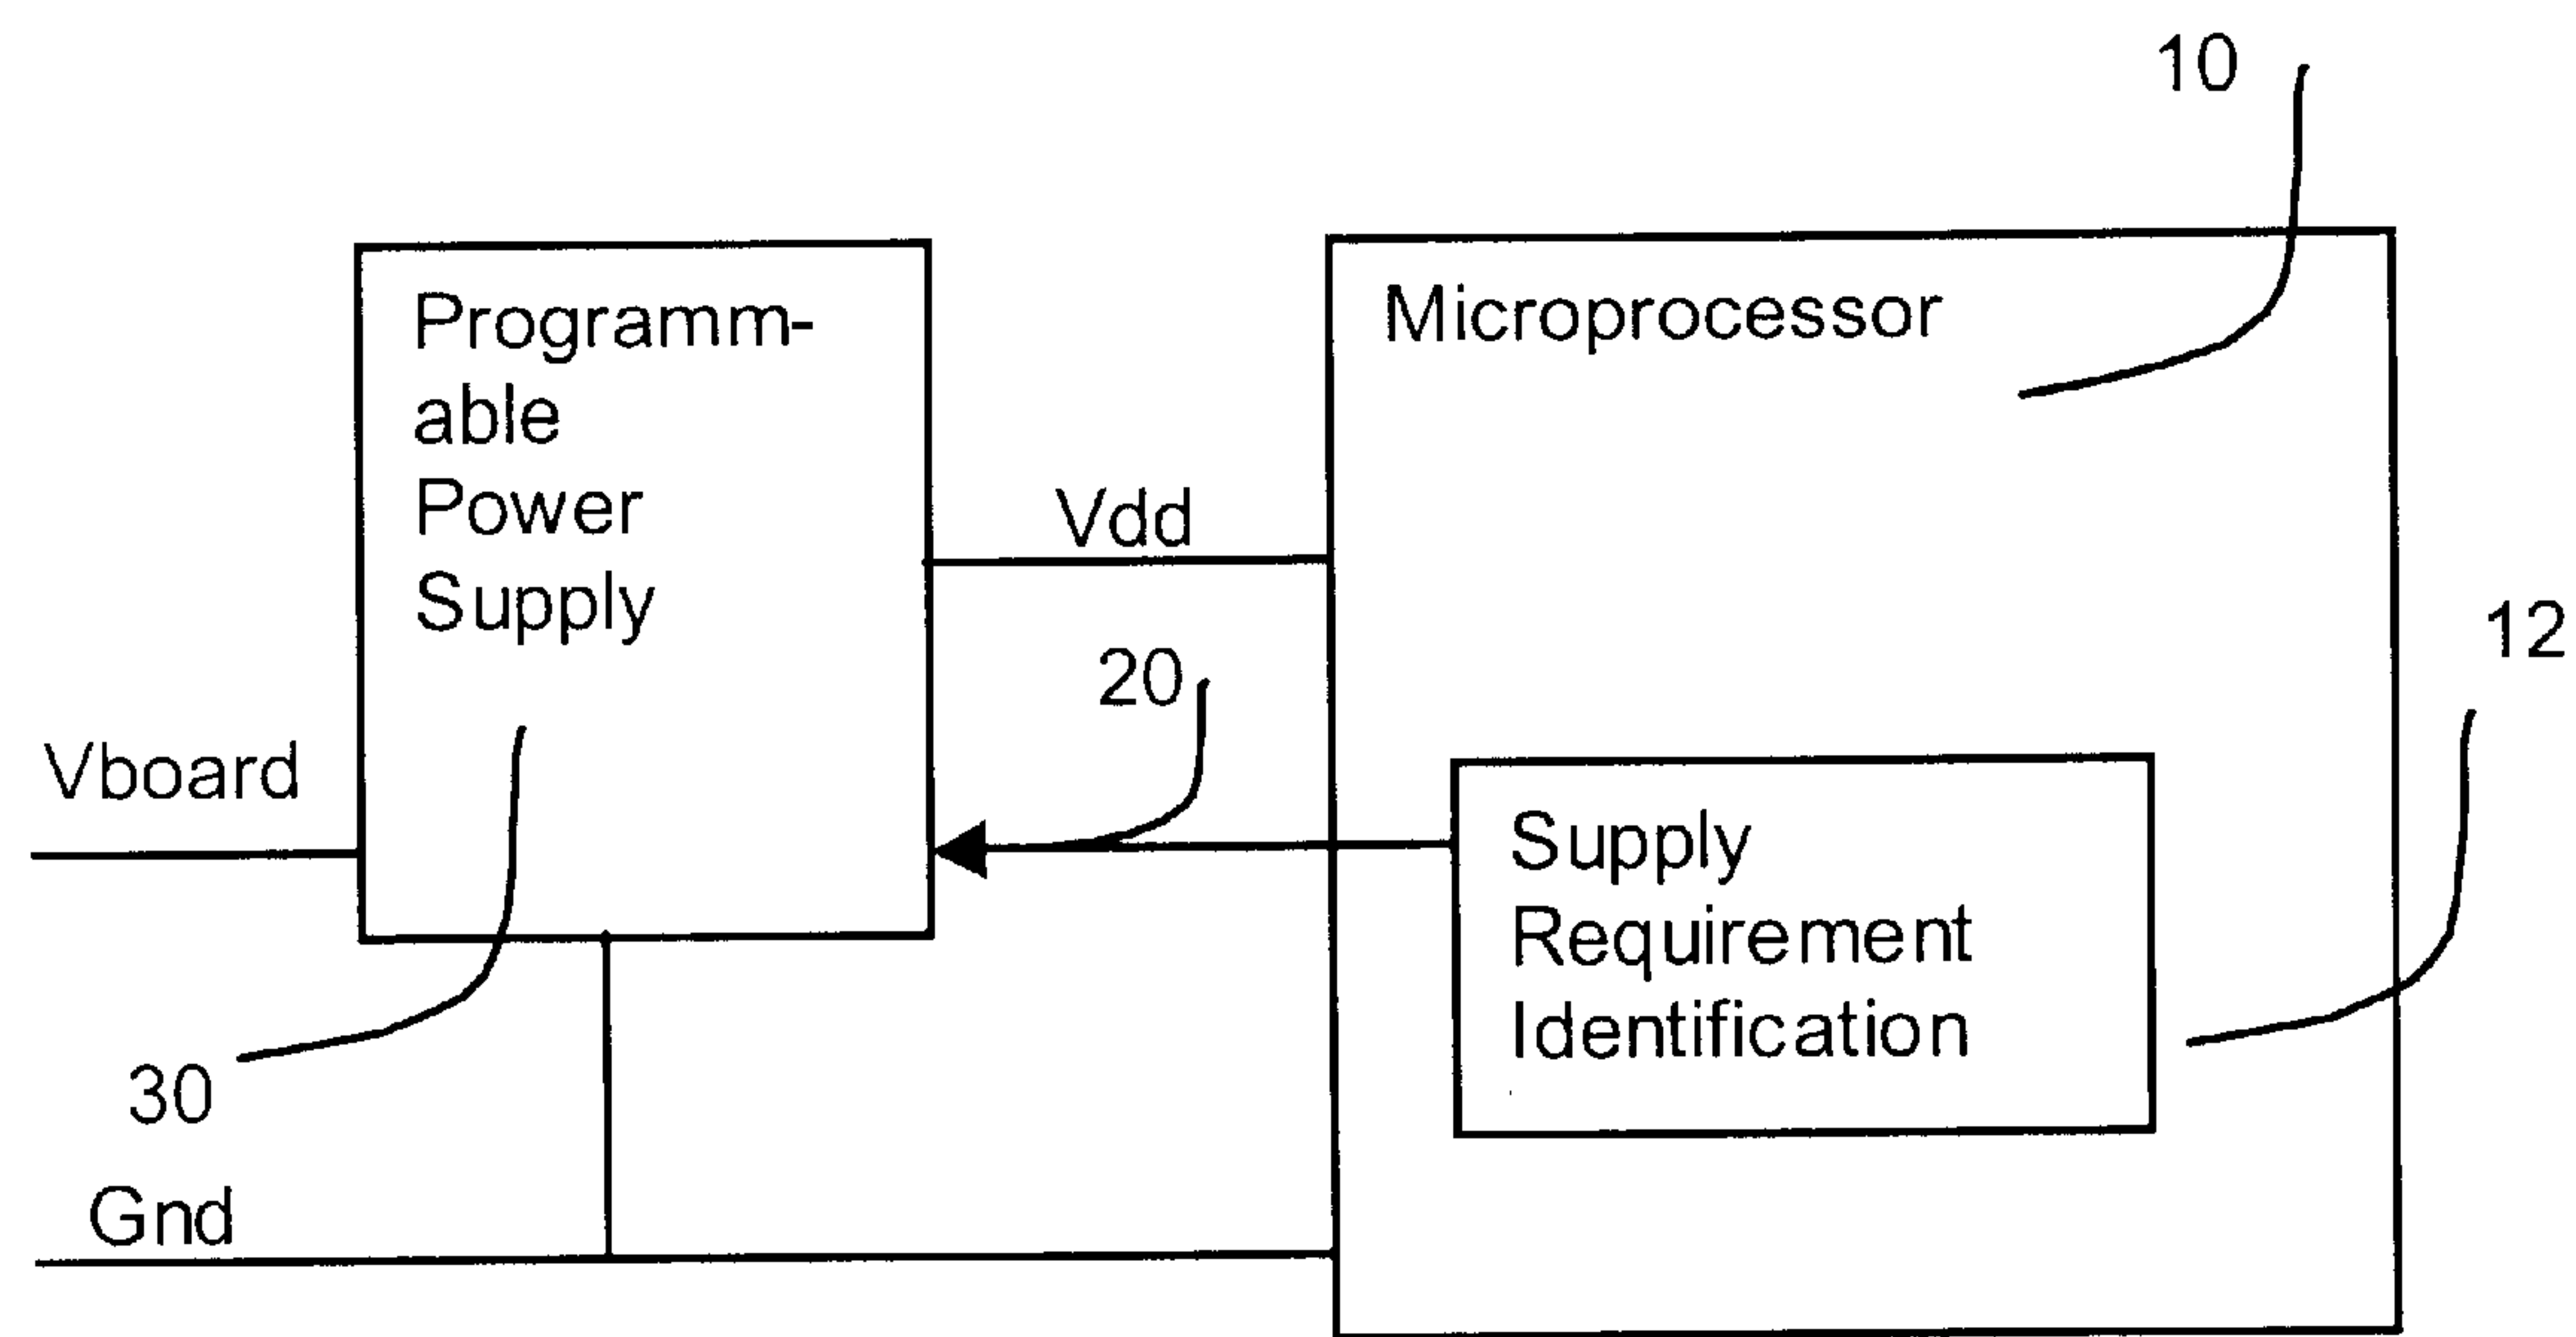 10
Programm-
able
Power
Supply
Microprocessor
Vdd
12
20
Vboard
Supply
Requirement
Identification
30
Gnd